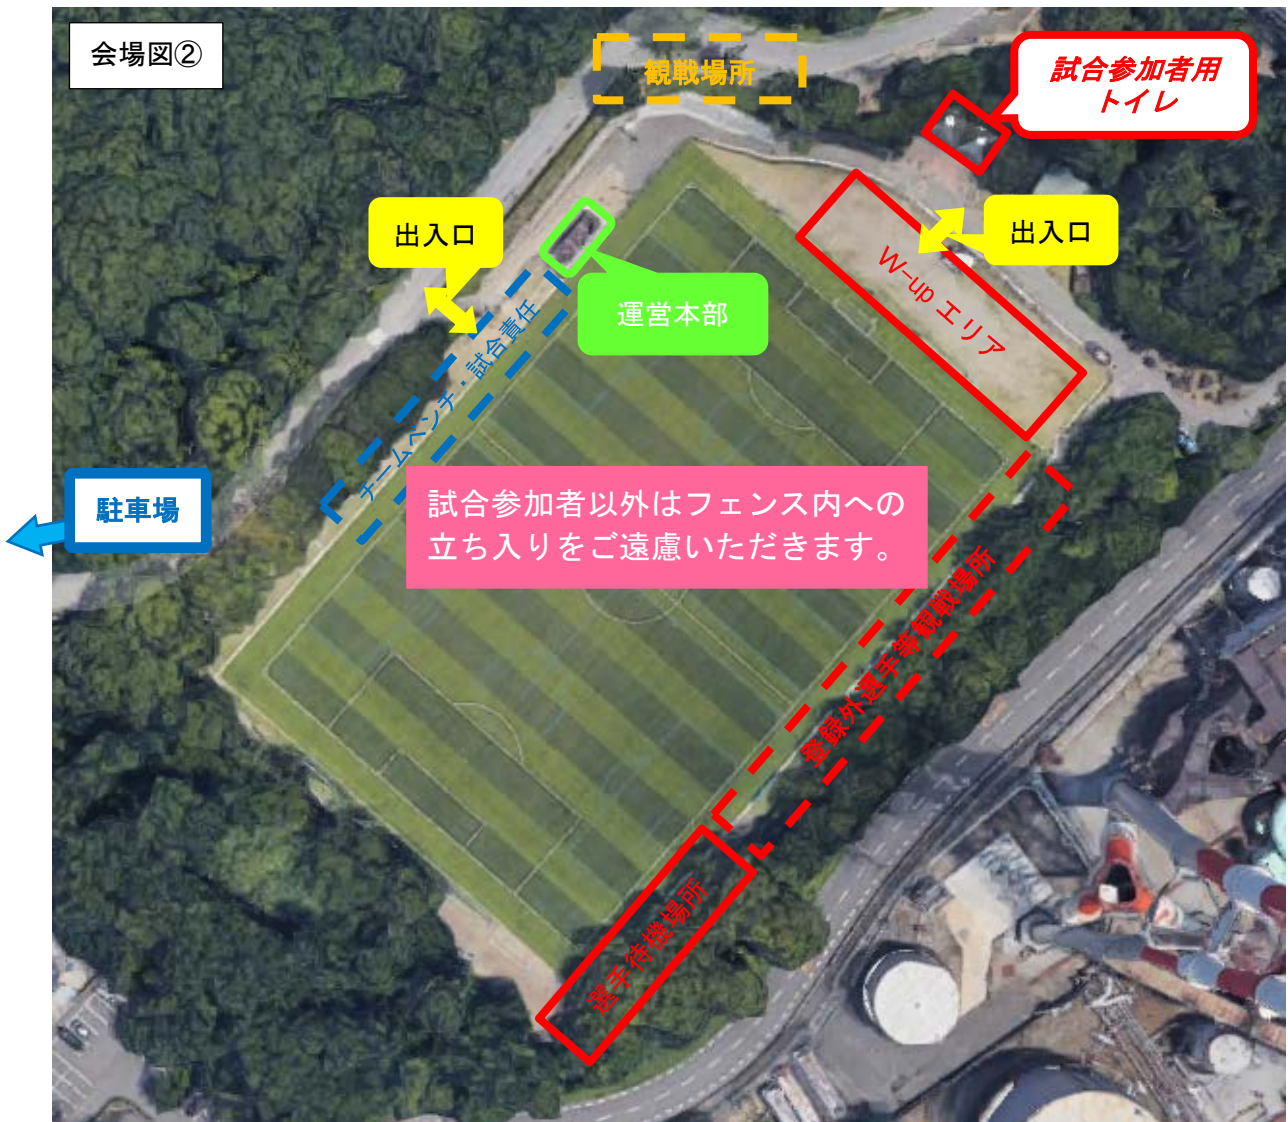 会場図②
観戦場所
試合参加者用
トイレ
出入口
出入口
運営本部
W-up エリア
チームベンチ・試合責任
駐車場
試合参加者以外はフェンス内への
立ち入りをご遠慮いただきます。
登録外選手等観戦場所
選手待機場所